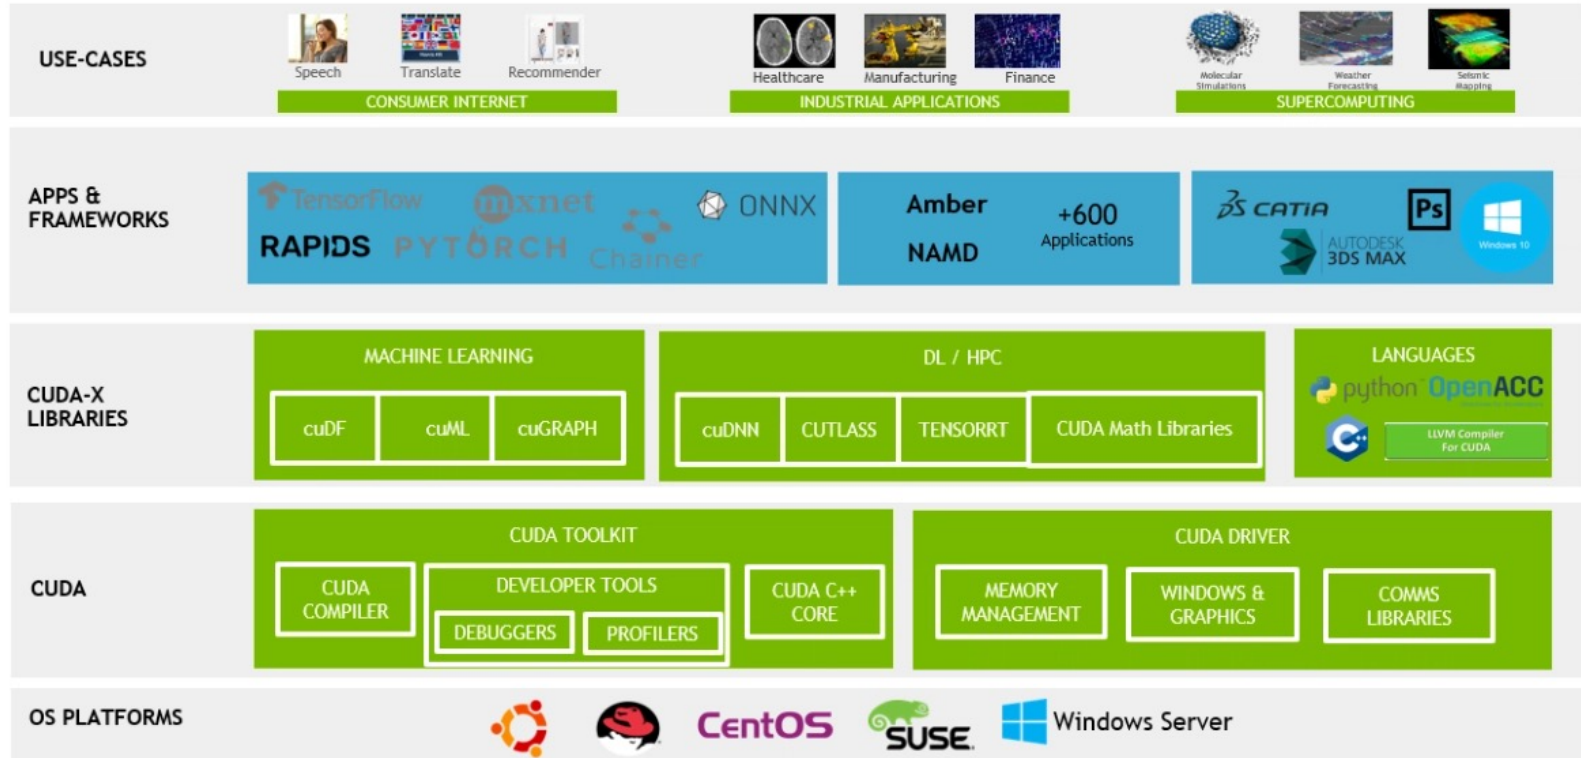 USE-CASES
Speech
Translate
Recommender
CONSUMER INTERNET
Healthcare
Manufacturing
Finance
INDUSTRIAL APPLICATIONS
Molecular
Simulations
Weather
Forecasting
Seismic
Mapping
SUPERCOMPUTING
APPS &
FRAMEWORKS
TensorFlow
mxnet
ONNX
RAPIDS
PYTORCH
Chainer
Amber
NAMD
+600
Applications
CATIA
Ps
AUTODESK
3DS MAX
Windows 10
CUDA-X
LIBRARIES
MACHINE LEARNING
cuDF
cuML
cuGRAPH
DL / HPC
cuDNN
CUTLASS
TENSORRT
CUDA Math Libraries
LANGUAGES
python
OpenACC
C++
LLVM Compiler
For CUDA
CUDA
CUDA TOOLKIT
CUDA
COMPILER
DEVELOPER TOOLS
DEBUGGERS
PROFILERS
CUDA C++
CORE
CUDA DRIVER
MEMORY
MANAGEMENT
WINDOWS &
GRAPHICS
COMMS
LIBRARIES
OS PLATFORMS
CentOS
SUSE
Windows Server